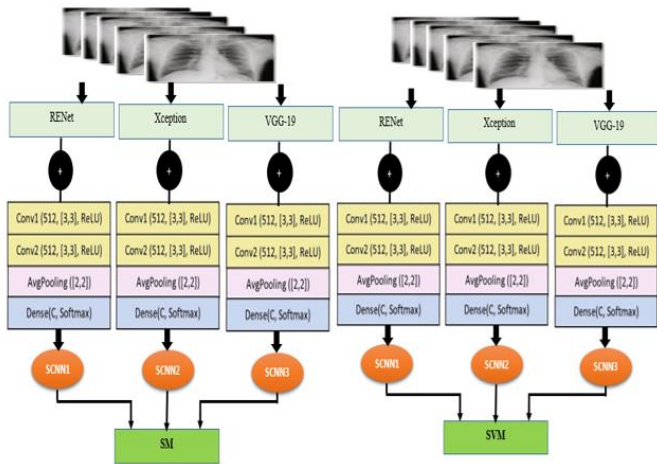 RENet
Xception
VGG-19
RENet
Xception
VGG-19
+
+
+
+
+
+
Conv1 (512, [3,3], ReLU)
Conv1 (512, [3,3], ReLU)
Conv1 (512, [3,3], ReLU)
Conv1 (512, [3,3], ReLU)
Conv1 (512, [3,3], ReLU)
Conv1 (512, [3,3], ReLU)
Conv2 (512, [3,3], ReLU)
Conv2 (512, [3,3], ReLU)
Conv2 (512, [3,3], ReLU)
Conv2 (512, [3,3], ReLU)
Conv2 (512, [3,3], ReLU)
Conv2 (512, [3,3], ReLU)
AvgPooling ([2,2])
AvgPooling ([2,2])
AvgPooling ([2,2])
AvgPooling ([2,2])
AvgPooling ([2,2])
AvgPooling ([2,2])
Dense(C, Softmax)
Dense(C, Softmax)
Dense(C, Softmax)
Dense(C, Softmax)
Dense(C, Softmax)
Dense(C, Softmax)
SCNN1
SCNN2
SCNN3
SCNN1
SCNN2
SCNN3
SM
SVM